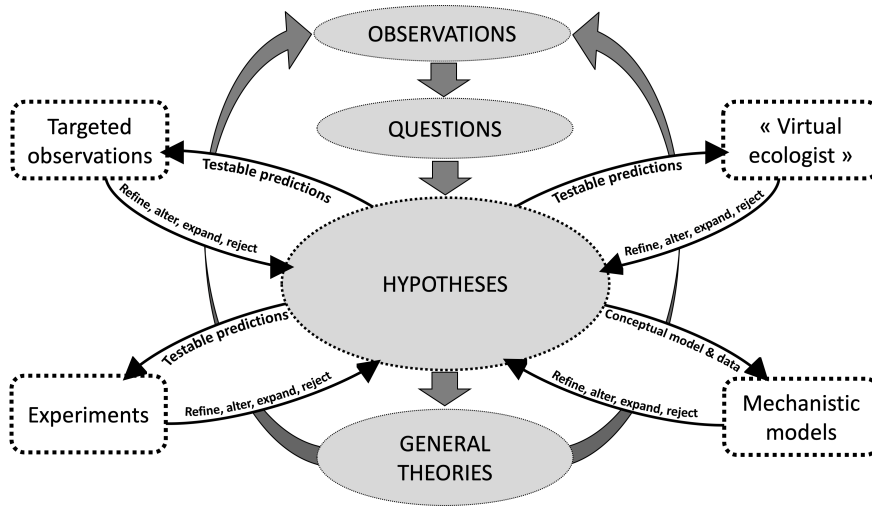 OBSERVATIONS
QUESTIONS
Targeted
observations
« Virtual
ecologist »
Testable predictions
Testable predictions
Refine, alter, expand, reject
Refine, alter, expand, reject
HYPOTHESES
Testable predictions
Conceptual model & data
Experiments
Refine, alter, expand, reject
Refine, alter, expand, reject
Mechanistic
models
GENERAL
THEORIES